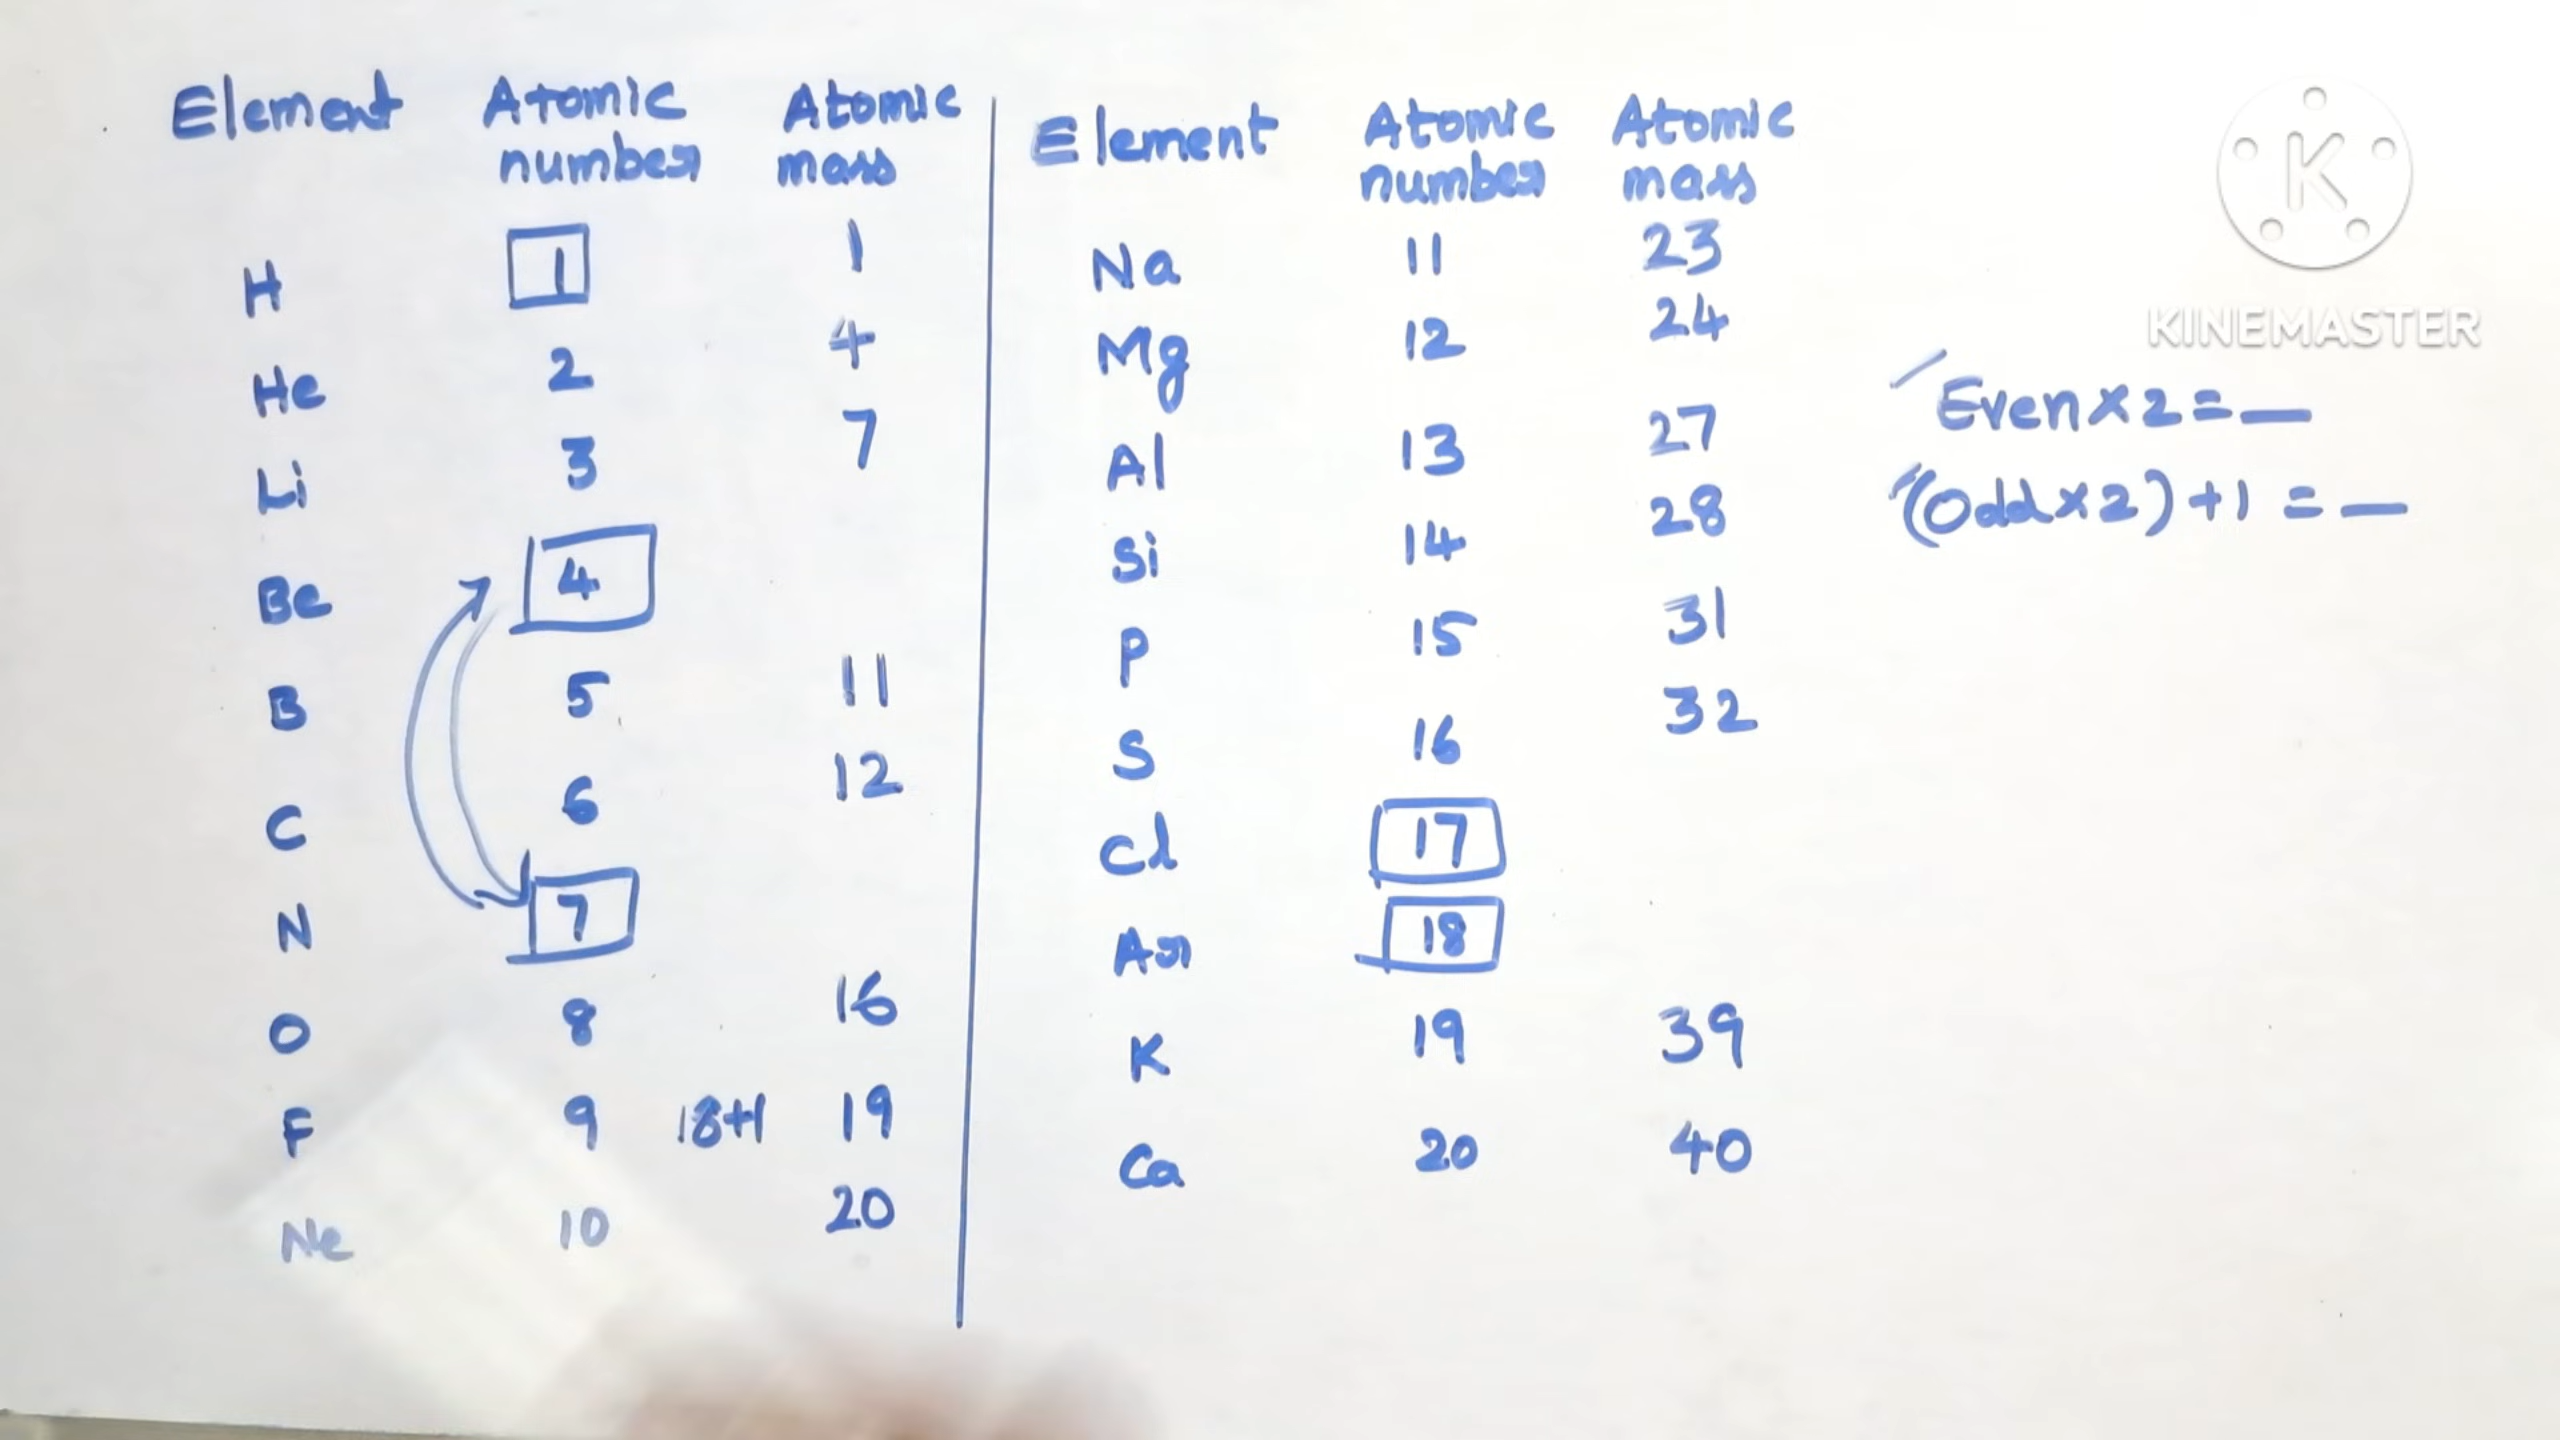 Element Atomic number Atomic mass
H 1 1
He 2 4
Li 3 7
Be 4
B 5 11
C 6 12
N 7
O 8 16
F 9 18+1 19
Ne 10 20
Element Atomic number Atomic mass
Na 11 23
Mg 12 24
Al 13 27
Si 14 28
P 15 31
S 16 32
Cl 17
Ar 18
K 19 39
Ca 20 40
K
KINEMASTER
Even×2=—
(Odd×2)+1=—